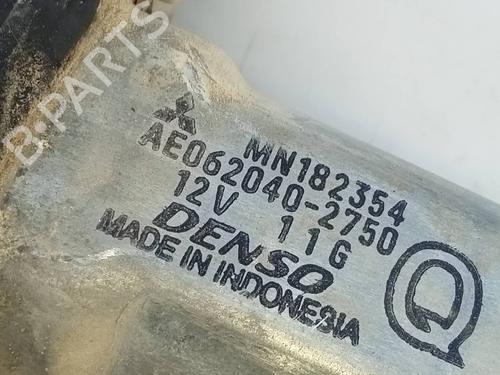 B-PARTS
MN182354
AE062040-2750
12V 11G
DENSO
MADE IN INDONESIA
Q